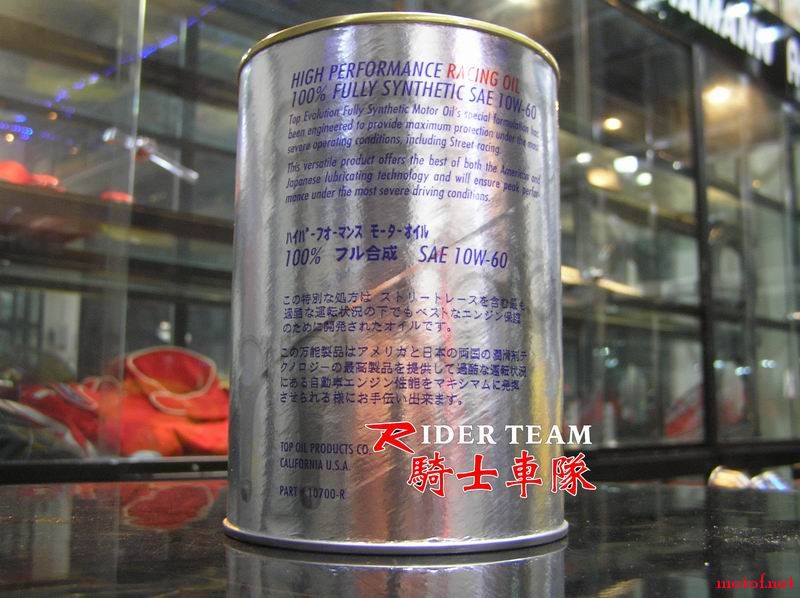 HAMANN
HIGH PERFORMANCE RACING OIL
100% FULLY SYNTHETIC SAE 10W-60
Top Evolution Fully Synthetic Motor Oil's special formulation has
been engineered to provide maximum protection under the most
severe operating conditions, including Street racing.
This versatile product offers the best of both the American and
Japanese lubricating technology and will ensure peak perfor-
mance under the most severe driving conditions.
ハイパーフオーマンス モーターオイル
100% フル合成 SAE 10W-60
この特別な処方は ストリートレースを含む最も
過酷な運転状況の下でもベストなエンジン保護
のために開発されたオイルです。
この万能製品はアメリカと日本の両国の潤滑剤テ
クノロジーの最高製品を提供して過酷な運転状況
にある自動車エンジン性能をマキシマムに発揮
させられる様にお手伝い出来ます。
TOP OIL PRODUCTS CO.
CALIFORNIA U.S.A.
PART # 10700-R
RIDER TEAM
騎士車隊
motof.net